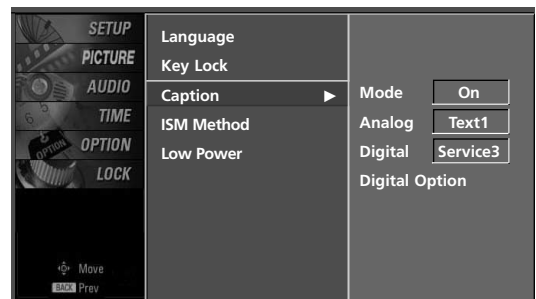 SETUP
PICTURE
AUDIO
TIME
OPTION
LOCK
Move
BACK Prev
Language
Key Lock
Caption ►
ISM Method
Low Power
Mode On
Analog Text1
Digital Service3
Digital Option